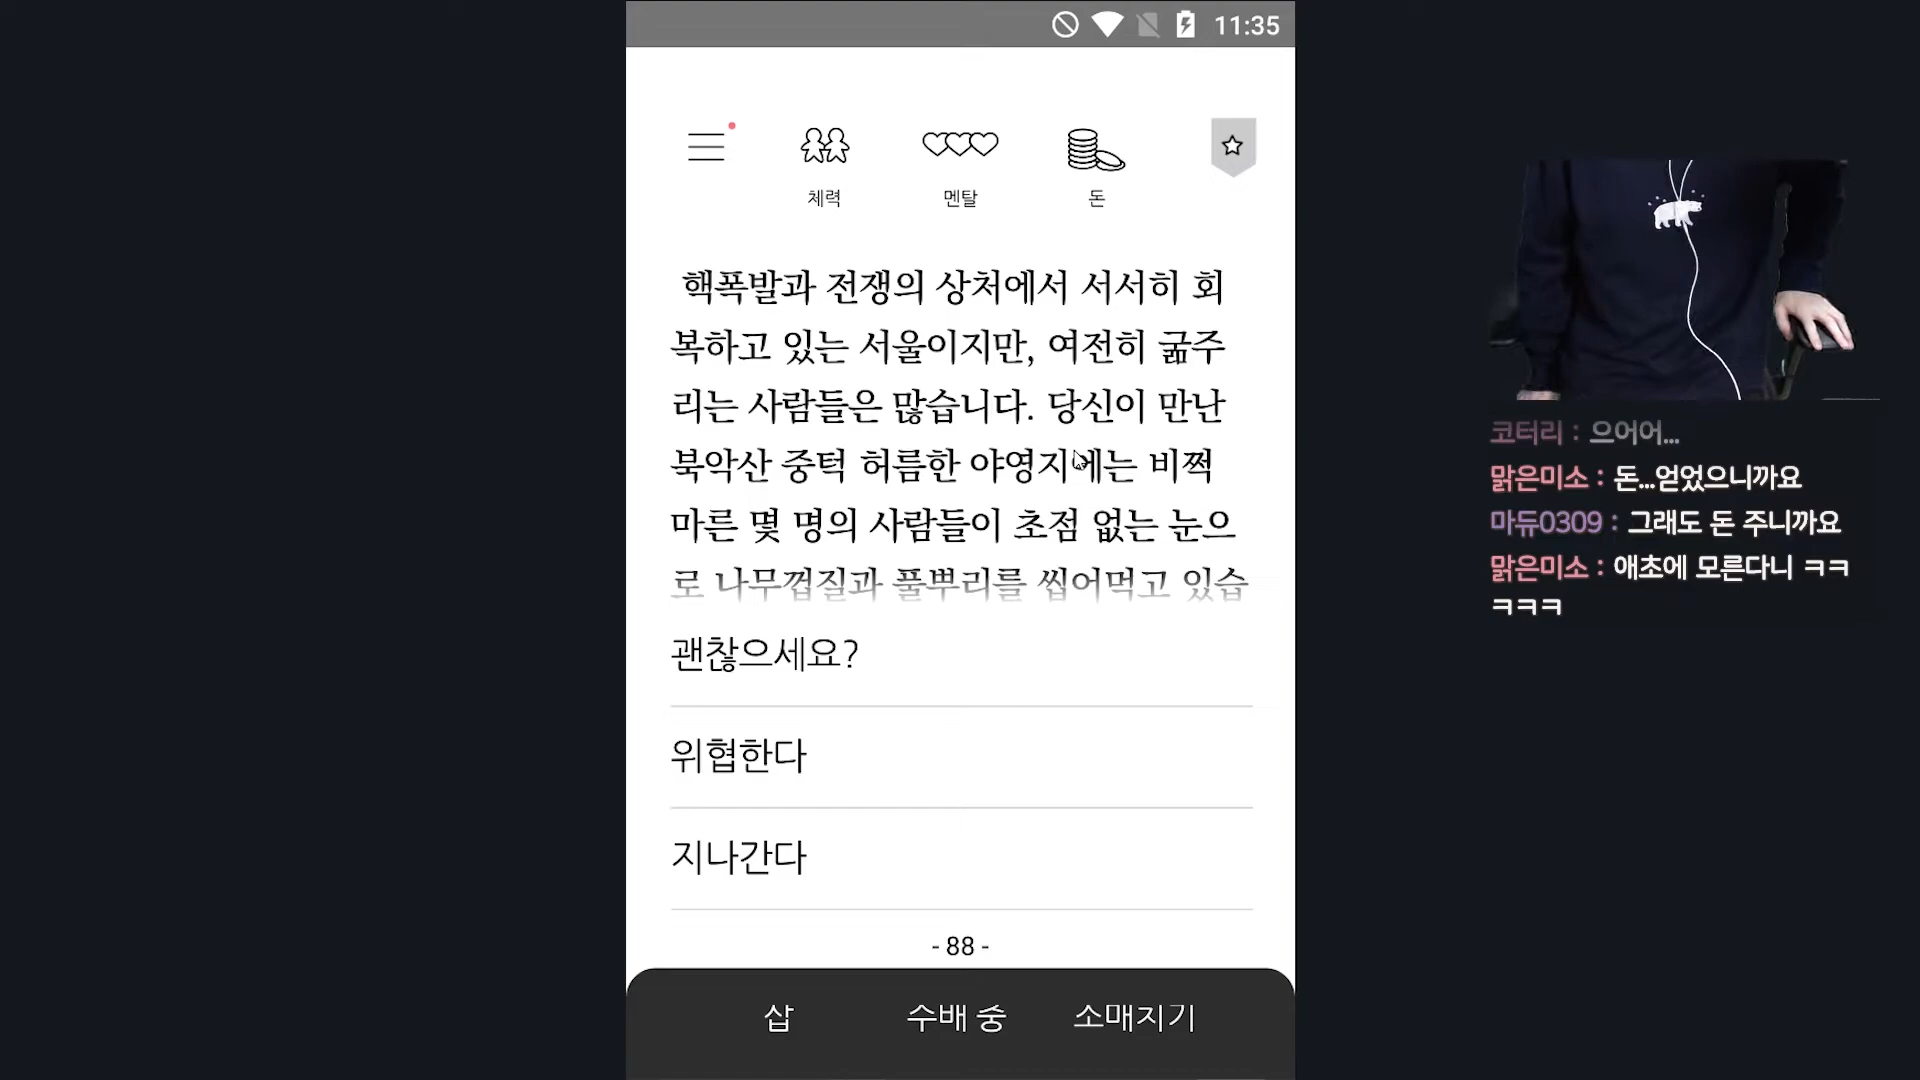 11:35
체력
멘탈
돈
핵폭발과 전쟁의 상처에서 서서히 회
복하고 있는 서울이지만, 여전히 굶주
리는 사람들은 많습니다. 당신이 만난
북악산 중턱 허름한 야영지에는 비쩍
마른 몇 명의 사람들이 초점 없는 눈으
로 나무껍질과 풀뿌리를 씹어먹고 있습
괜찮으세요?
위협한다
지나간다
- 88 -
삽
수배 중
소매치기
코터리 : 으어어...
맑은미소 : 돈...얻었으니까요
마듀0309 : 그래도 돈 주니까요
맑은미소 : 애초에 모른다니 ㅋㅋ
ㅋㅋㅋ